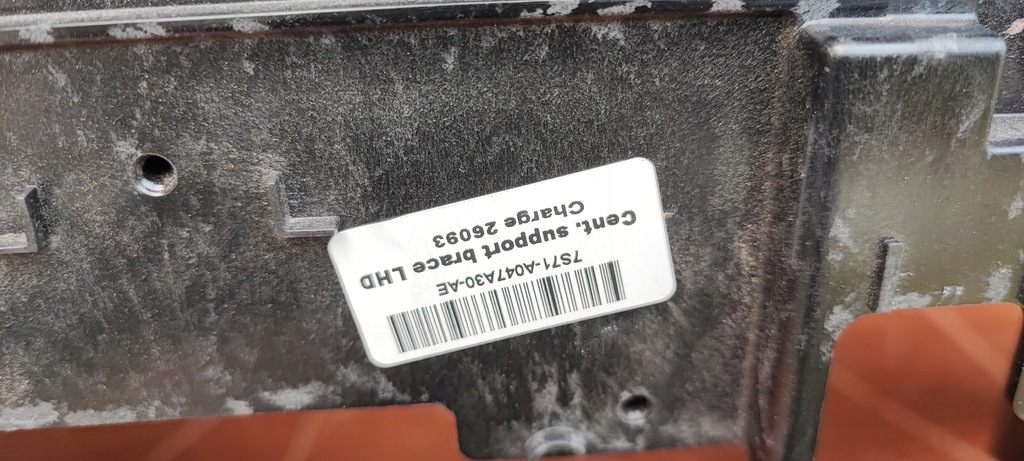 7S71-A047A30-AE
Cent. support brace LHD
Charge 26093